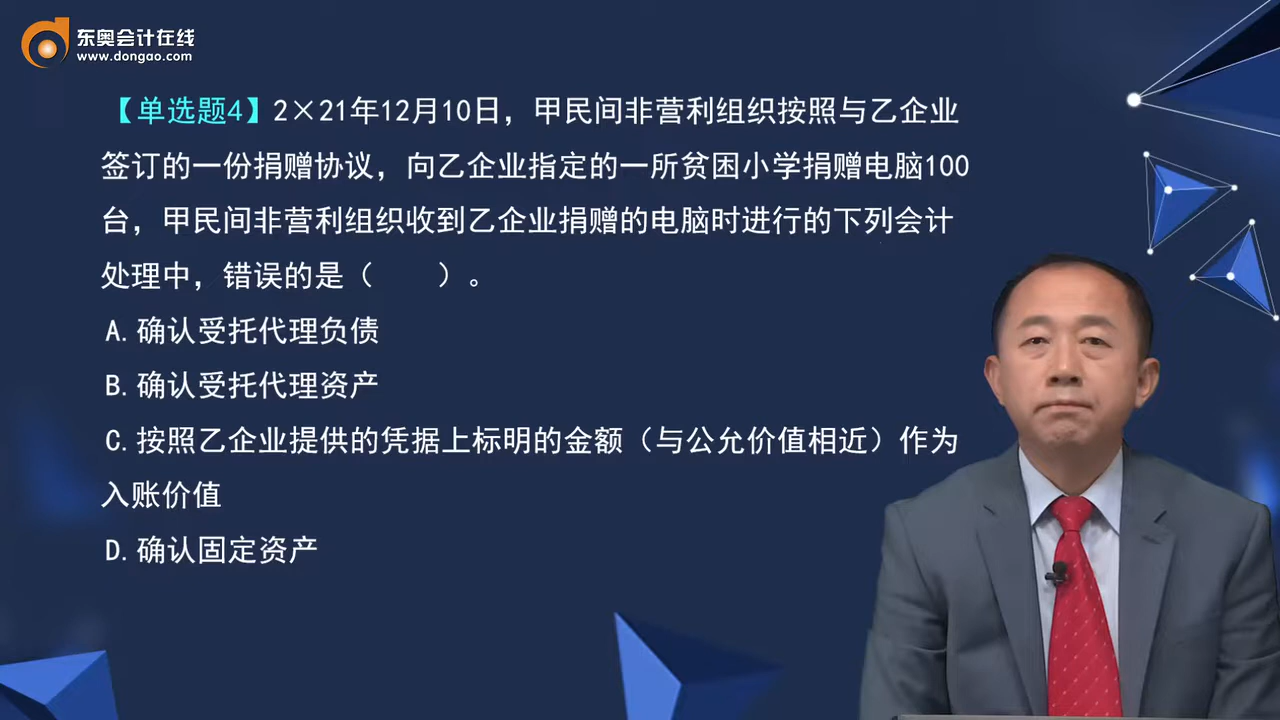 东奥会计在线
www.dongao.com
【单选题4】2×21年12月10日，甲民间非营利组织按照与乙企业
签订的一份捐赠协议，向乙企业指定的一所贫困小学捐赠电脑100
台，甲民间非营利组织收到乙企业捐赠的电脑时进行的下列会计
处理中，错误的是（　　）。
A.确认受托代理负债
B.确认受托代理资产
C.按照乙企业提供的凭据上标明的金额（与公允价值相近）作为
入账价值
D.确认固定资产